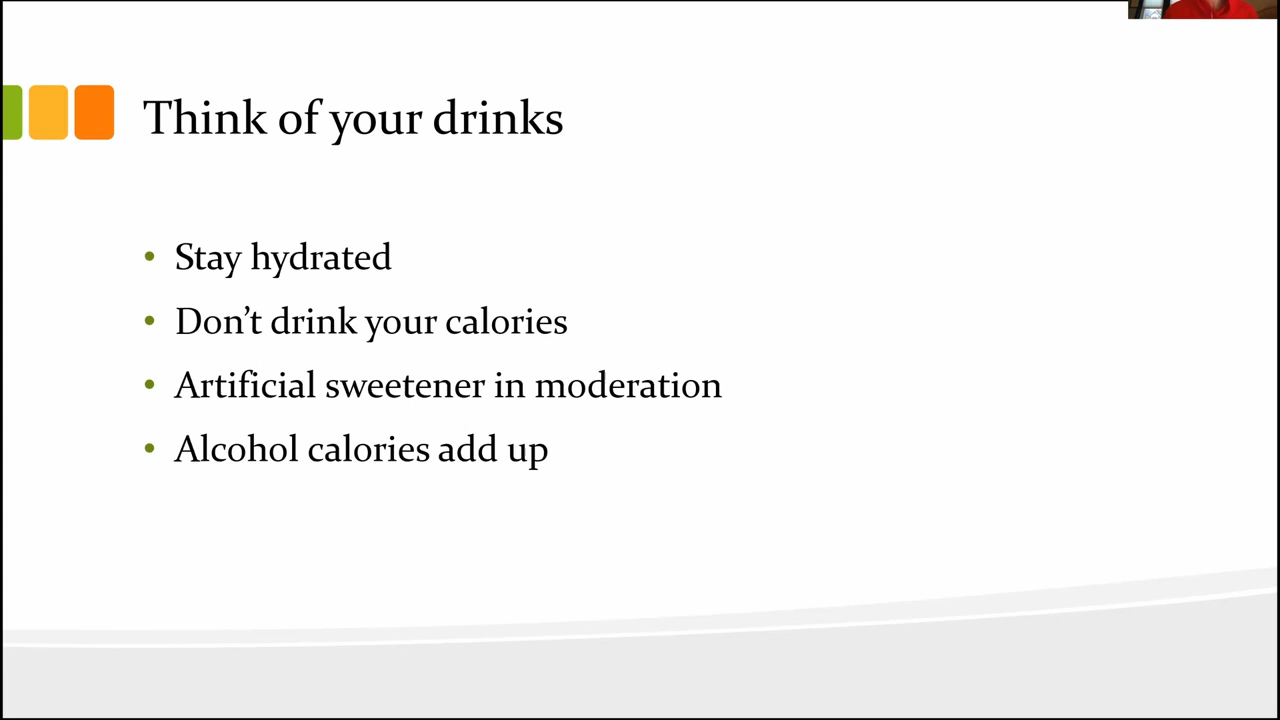 Think of your drinks
• Stay hydrated
• Don’t drink your calories
• Artificial sweetener in moderation
• Alcohol calories add up